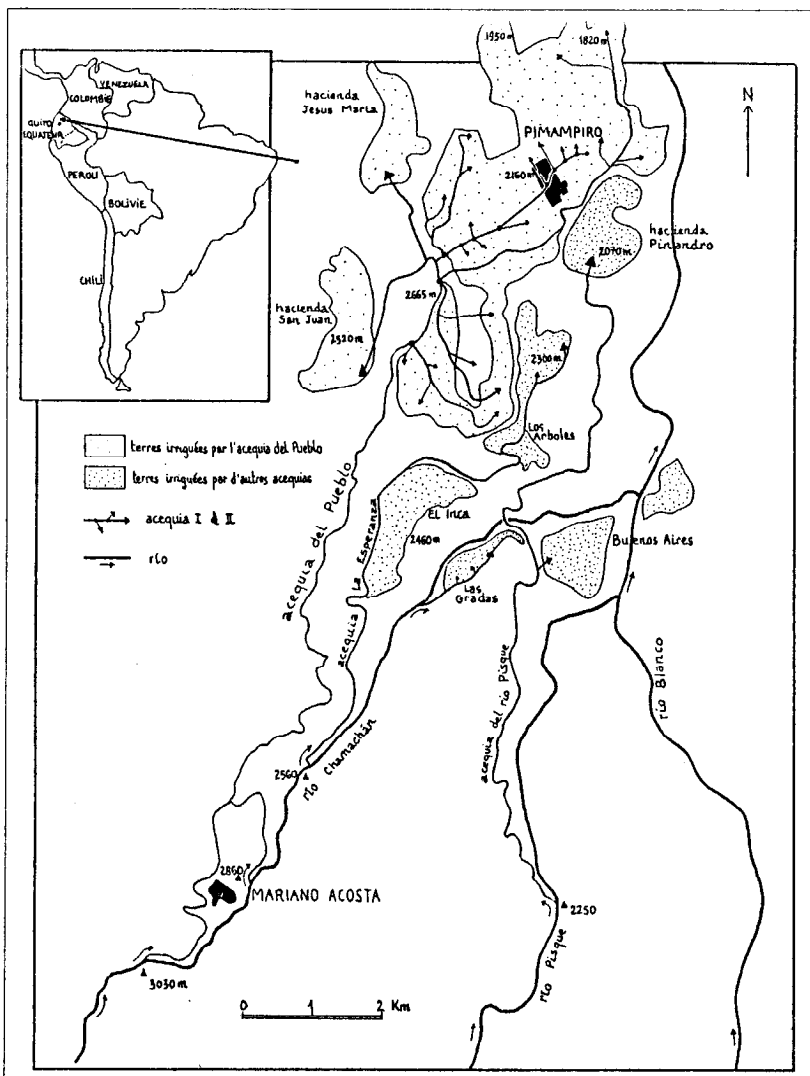 VENEZUELA
COLOMBIE
QUITO
EQUATEUR
PEROU
BOLIVIE
CHILI
1950 m
1820 m
hacienda
Jesus Maria
N
PIMAMPIRO
2160 m
hacienda
Pinandro
2070 m
2665 m
hacienda
San Juan
2320 m
2300 m
Los
Arboles
terres irriguées par l'acequia del Pueblo
terres irriguées par d'autres acequias
acequia I & II
río
acequia del Pueblo
acequia La Esperanza
El Inca
2460 m
Buenos Aires
Las
Gradas
acequia del río Pisque
río Blanco
2560
río Chamachán
2860
MARIANO ACOSTA
2250
río Pisque
3030 m
0 1 2 Km